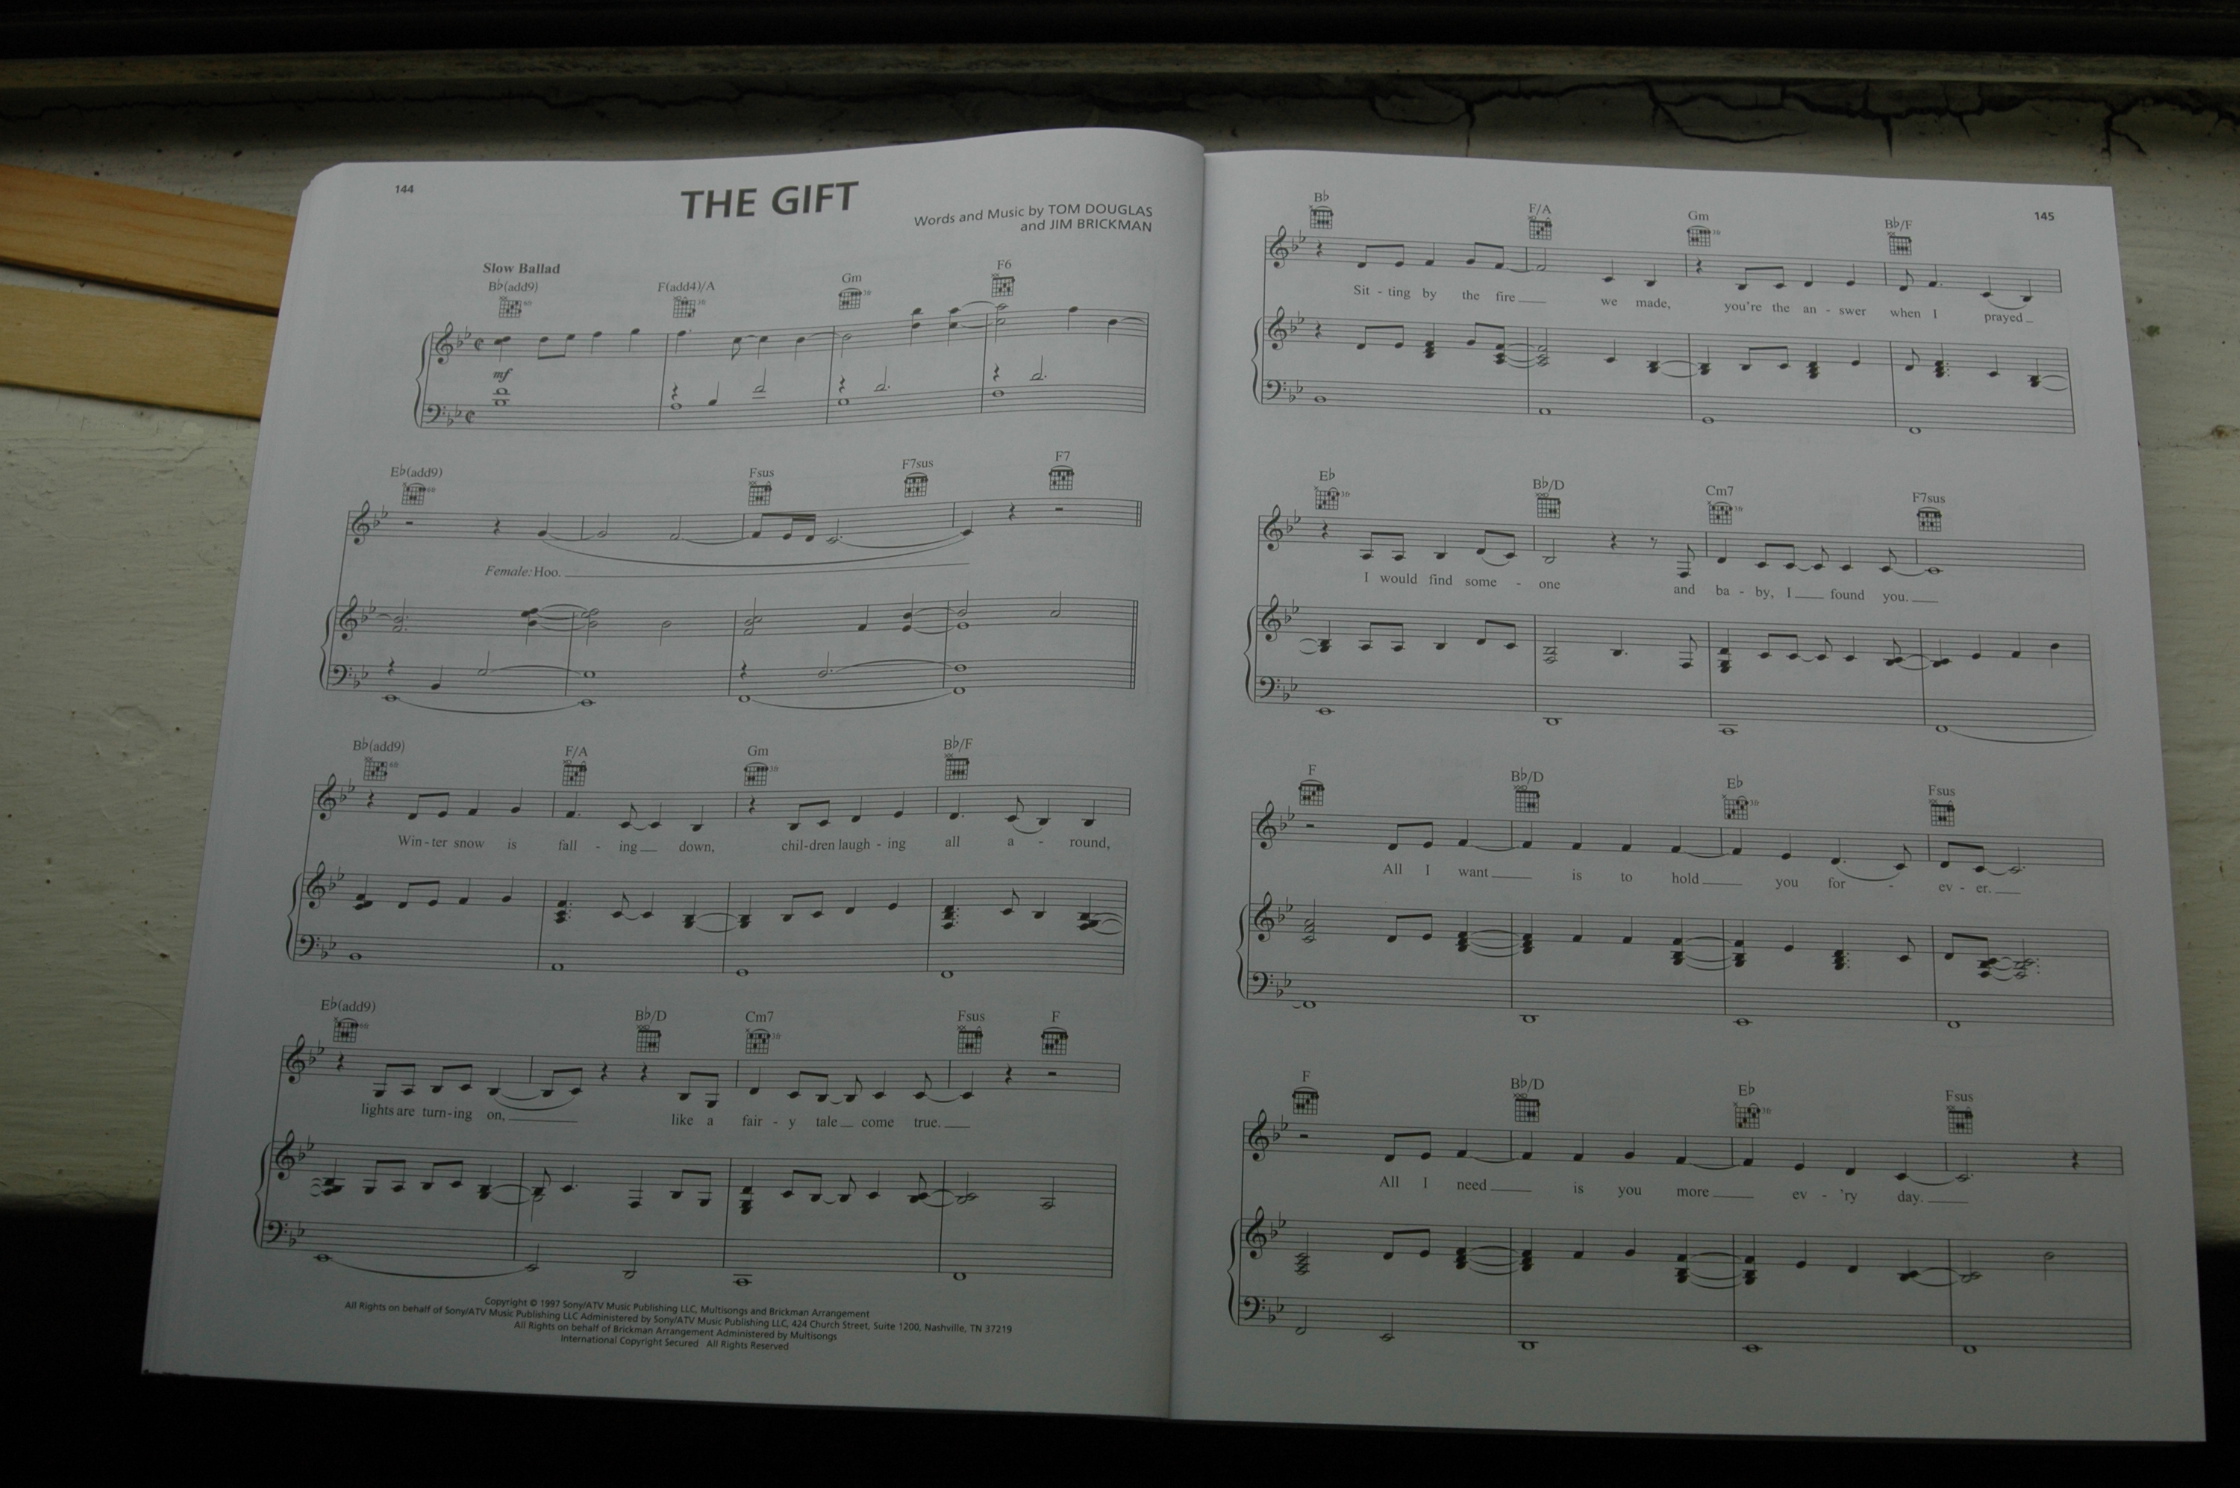 144
THE GIFT
Words and Music by TOM DOUGLAS
and JIM BRICKMAN
Slow Ballad
B♭(add9) F(add4)/A Gm F6
mf
E♭(add9) Fsus F7sus F7
Female: Hoo.
B♭(add9) F/A Gm B♭/F
Win - ter snow is fall - ing down, chil - dren laugh - ing all a - round,
E♭(add9) B♭/D Cm7 Fsus F
lights are turn - ing on, like a fair - y tale come true.
Copyright © 1997 Sony/ATV Music Publishing LLC, Multisongs and Brickman Arrangement
All Rights on behalf of Sony/ATV Music Publishing LLC Administered by Sony/ATV Music Publishing LLC, 424 Church Street, Suite 1200, Nashville, TN 37219
All Rights on behalf of Brickman Arrangement Administered by Multisongs
International Copyright Secured All Rights Reserved
145
B♭ F/A Gm B♭/F
Sit - ting by the fire we made, you're the an - swer when I prayed
E♭ B♭/D Cm7 F7sus
I would find some - one and ba - by, I found you.
F B♭/D E♭ Fsus
All I want is to hold you for - ev - er.
F B♭/D E♭ Fsus
All I need is you more ev - 'ry day.